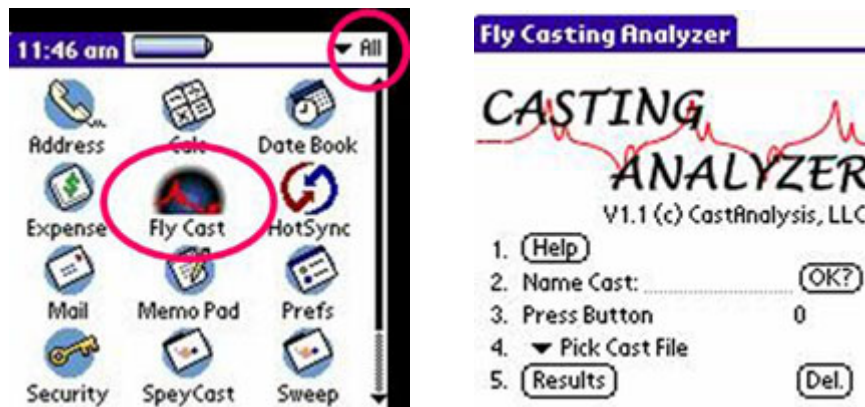 11:46 am
All
Address Calc Date Book
Expense Fly Cast HotSync
Mail Memo Pad Prefs
Security SpeyCast Sweep
Fly Casting Analyzer
CASTING
ANALYZER
V1.1 (c) CastAnalysis, LLC
1. Help
2. Name Cast: OK?
3. Press Button 0
4. Pick Cast File
5. Results Del.